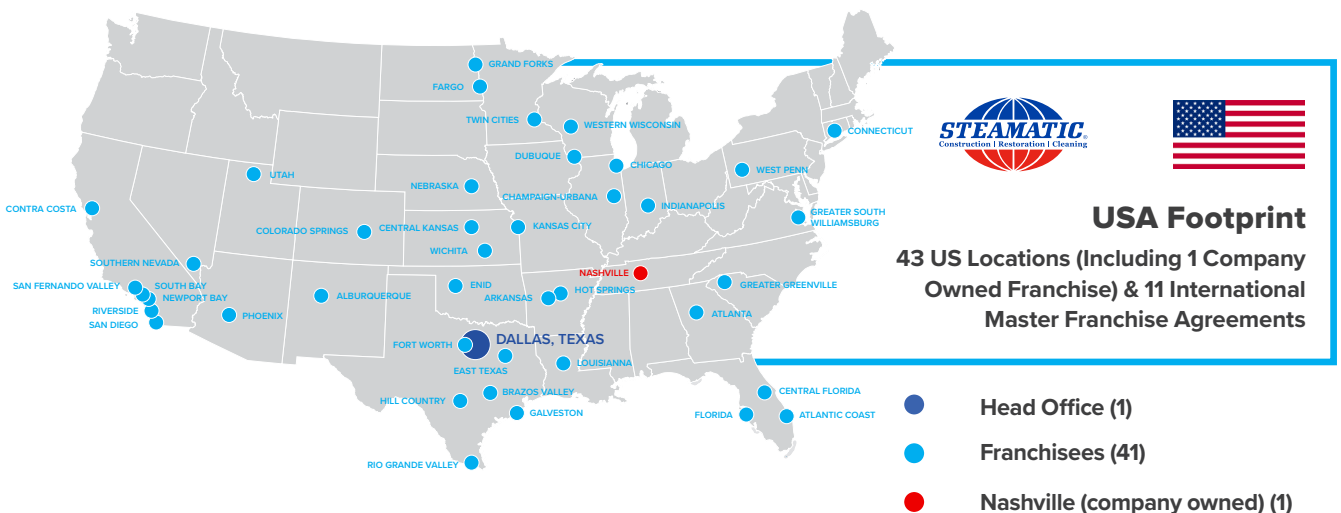 GRAND FORKS
FARGO
TWIN CITIES
WESTERN WISCONSIN
CONNECTICUT
DUBUQUE
CHICAGO
WEST PENN
UTAH
NEBRASKA
CHAMPAIGN-URBANA
INDIANAPOLIS
CONTRA COSTA
GREATER SOUTH
WILLIAMSBURG
COLORADO SPRINGS
CENTRAL KANSAS
KANSAS CITY
WICHITA
SOUTHERN NEVADA
NASHVILLE
SAN FERNANDO VALLEY
SOUTH BAY
NEWPORT BAY
RIVERSIDE
SAN DIEGO
PHOENIX
ALBURQUERQUE
ENID
ARKANSAS
HOT SPRINGS
GREATER GREENVILLE
ATLANTA
FORT WORTH
DALLAS, TEXAS
EAST TEXAS
LOUISIANNA
HILL COUNTRY
BRAZOS VALLEY
GALVESTON
RIO GRANDE VALLEY
CENTRAL FLORIDA
FLORIDA
ATLANTIC COAST
STEAMATIC®
Construction | Restoration | Cleaning
USA Footprint
43 US Locations (Including 1 Company
Owned Franchise) & 11 International
Master Franchise Agreements
Head Office (1)
Franchisees (41)
Nashville (company owned) (1)